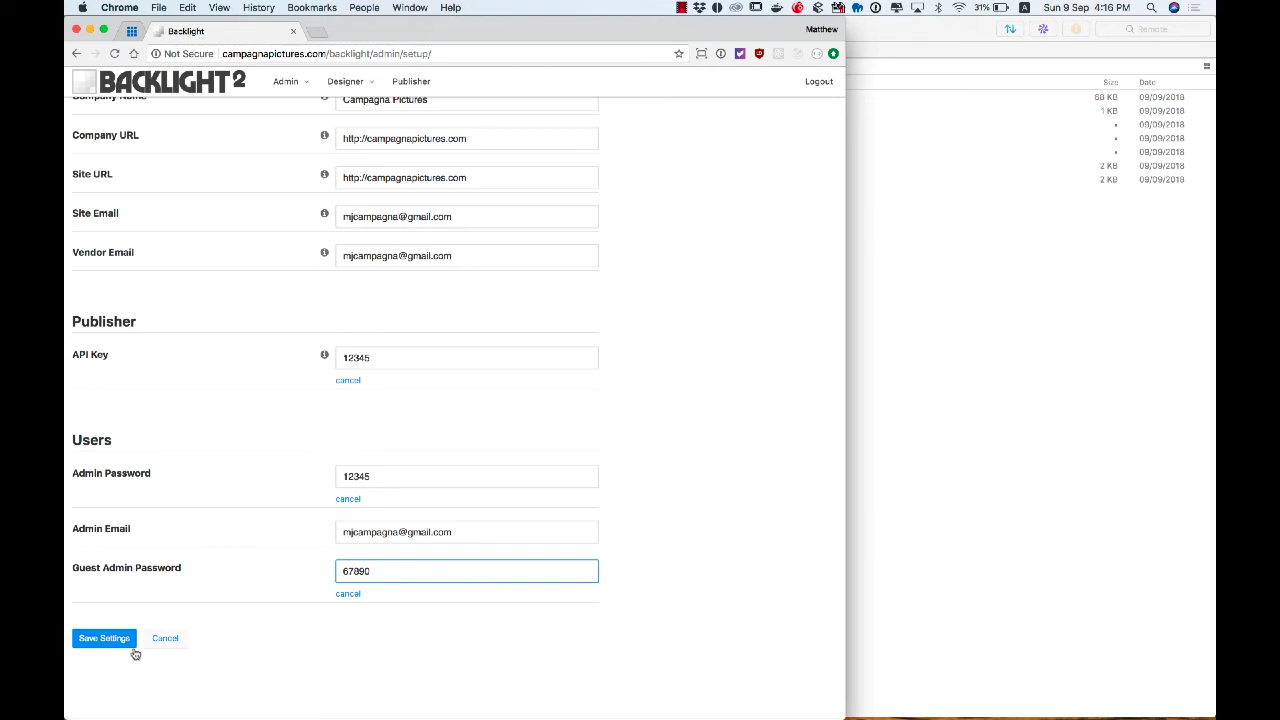 Chrome File Edit View History Bookmarks People Window Help 31% A Sun 9 Sep 4:16 PM
Backlight Matthew Remote
Not Secure campagnapictures.com/backlight/admin/setup/
BACKLIGHT 2 Admin Designer Publisher Logout
Size Date
Company Name Campagna Pictures
68 KB 09/09/2018
1 KB 09/09/2018
09/09/2018
Company URL http://campagnapictures.com
09/09/2018
09/09/2018
2 KB 09/09/2018
Site URL http://campagnapictures.com
2 KB 09/09/2018
Site Email mjcampagna@gmail.com
Vendor Email mjcampagna@gmail.com
Publisher
API Key 12345
cancel
Users
Admin Password 12345
cancel
Admin Email mjcampagna@gmail.com
Guest Admin Password 67890
cancel
Save Settings Cancel